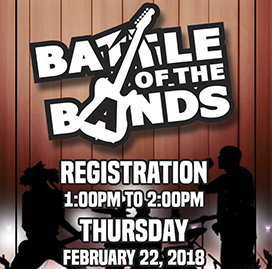 BATTLE
OF THE
BANDS
REGISTRATION
1:00PM TO 2:00PM
THURSDAY
FEBRUARY 22, 2018